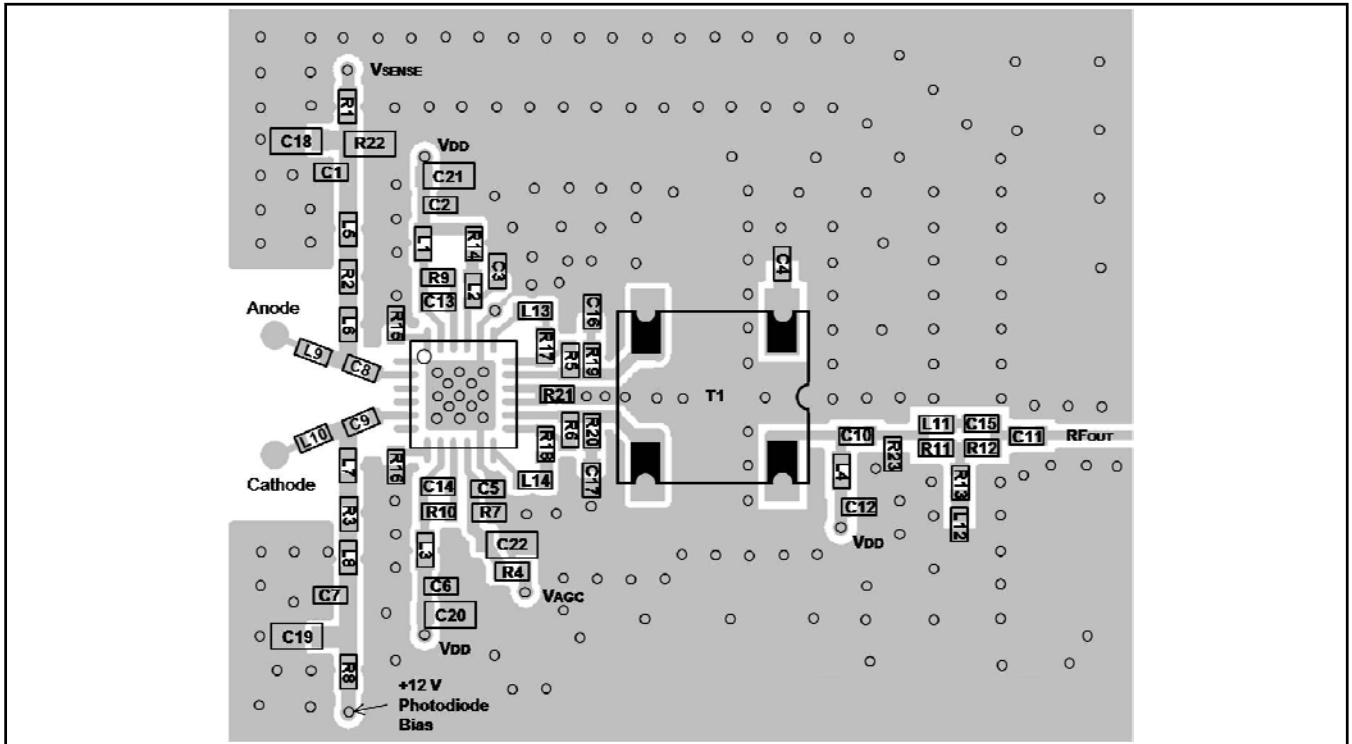 VSENSE
R1
C18
R22
C1
VDD
C21
C2
L5
L1
R14
C3
R2
R9
L2
C4
C13
L13
C16
Anode
L6
R15
R17
R5
R19
L9
C8
R21
T1
C9
L10
R6
R20
L11
C15
C10
C11
RFOUT
R11
R12
R23
L7
R16
R18
L4
Cathode
C14
C5
L14
C17
R13
R3
R10
R7
C12
L12
L8
L3
C22
VDD
R4
C7
C6
VAGC
C20
C19
VDD
R8
+12 V
Photodiode
Bias